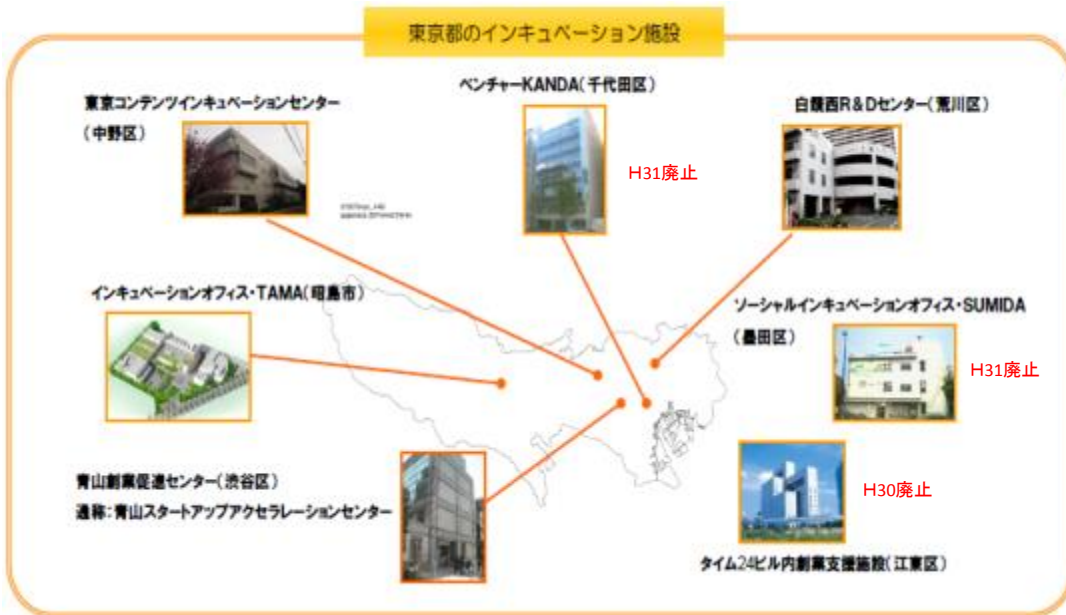 東京都のインキュベーション施設
東京コンテンツインキュベーションセンター
(中野区)
ベンチャーKANDA(千代田区)
H31廃止
白鬚西R&Dセンター(荒川区)
インキュベーションオフィス・TAMA(昭島市)
ソーシャルインキュベーションオフィス・SUMIDA
(墨田区)
H31廃止
青山創業促進センター(渋谷区)
通称:青山スタートアップアクセラレーションセンター
H30廃止
タイム24ビル内創業支援施設(江東区)